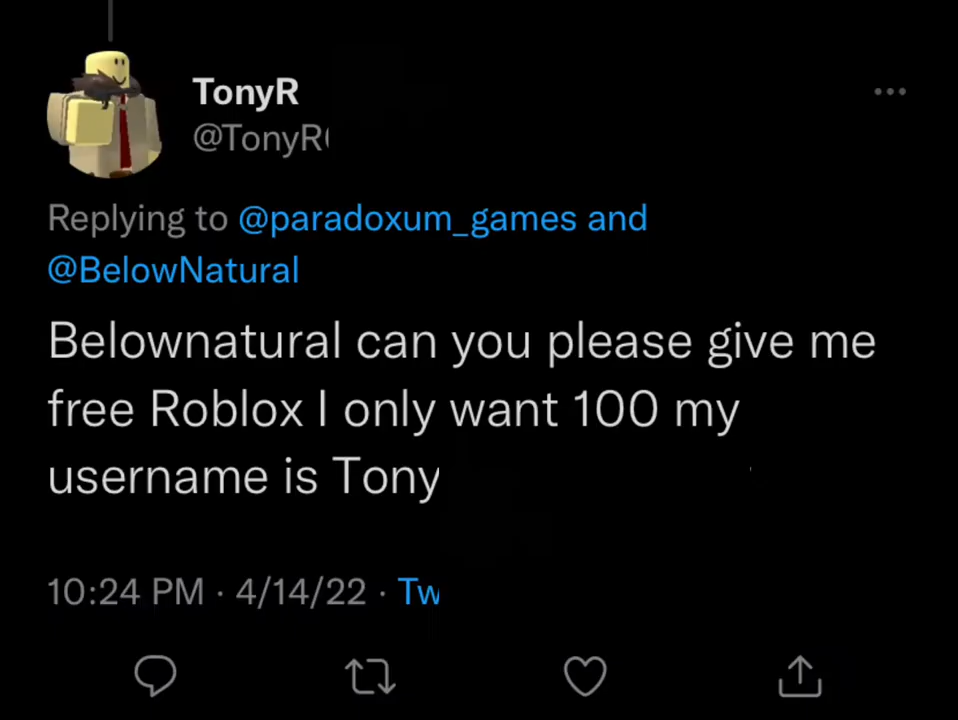 TonyR
@TonyR
Replying to @paradoxum_games and
@BelowNatural
Belownatural can you please give me
free Roblox I only want 100 my
username is Tony
10:24 PM · 4/14/22 · Tw